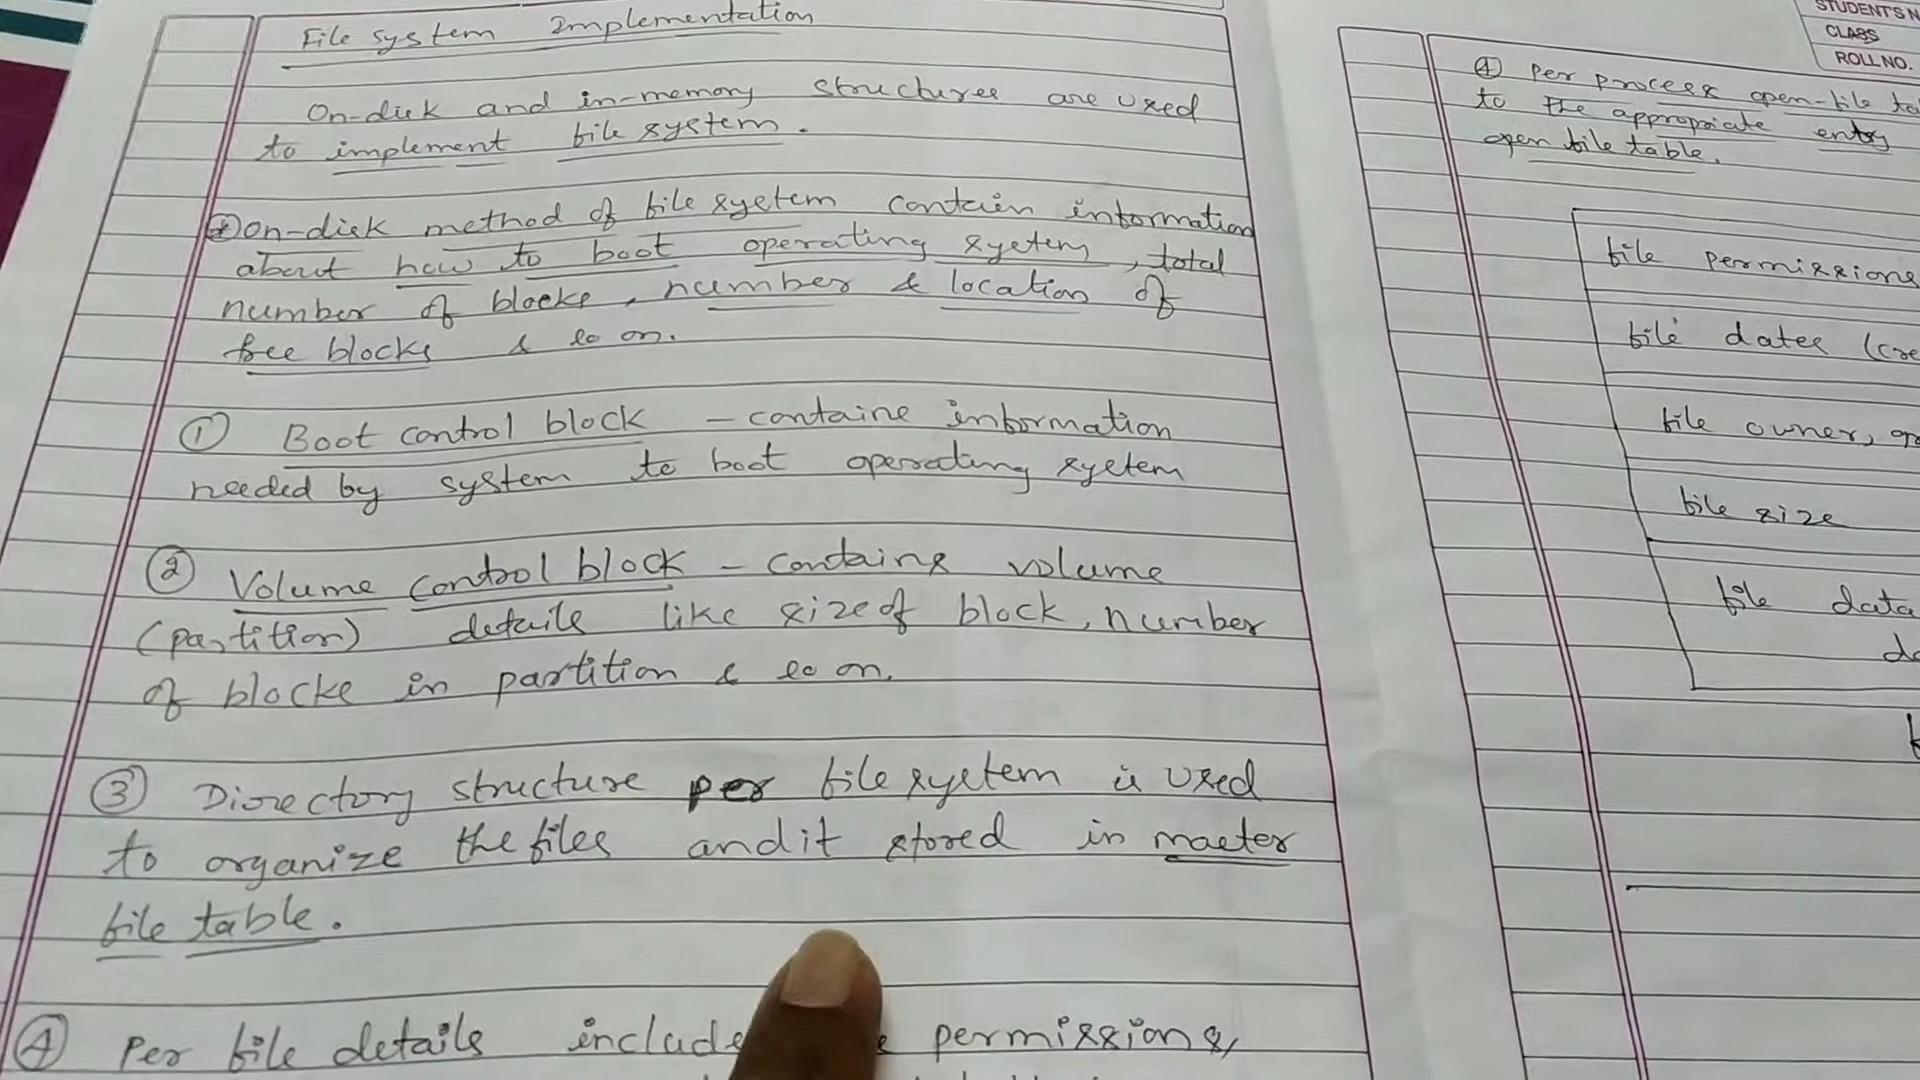 File system Implementation
On-disk and in-memory structures are used
to implement file system.
On-disk method of file system contain information
about how to boot operating system, total
number of blocks, number & location of
free blocks & so on.
① Boot control block - contains information
needed by system to boot operating system
② Volume control block - contains volume
(partition) details like size of block, number
of blocks in partition & so on.
③ Directory structure per file system is used
to organize the files and it stored in master
file table.
④ Per file details include permissions,
STUDENT'S N
CLASS
ROLL NO.
④ Per process open-file ta
to the appropriate entry
open file table.
file permissions
file dates (cre
file owner, gr
file size
file data